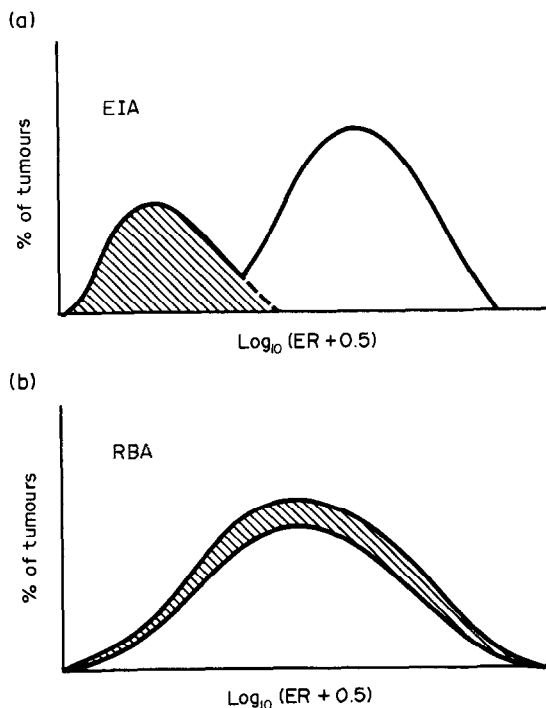 (a)
EIA
% of tumours
Log10 (ER + 0.5)
(b)
RBA
% of tumours
Log10 (ER + 0.5)